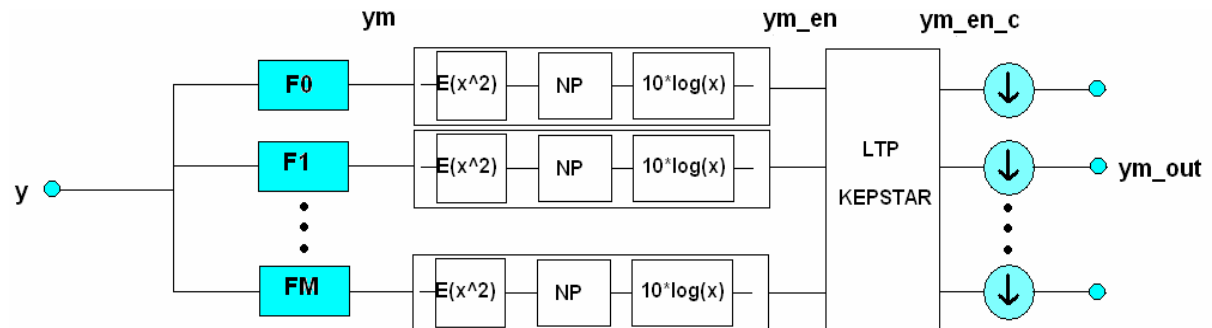 ym ym_en ym_en_c
F0 E(x^2) NP 10*log(x)
F1 E(x^2) NP 10*log(x)
LTP
y ym_out
KEPSTAR
FM E(x^2) NP 10*log(x)